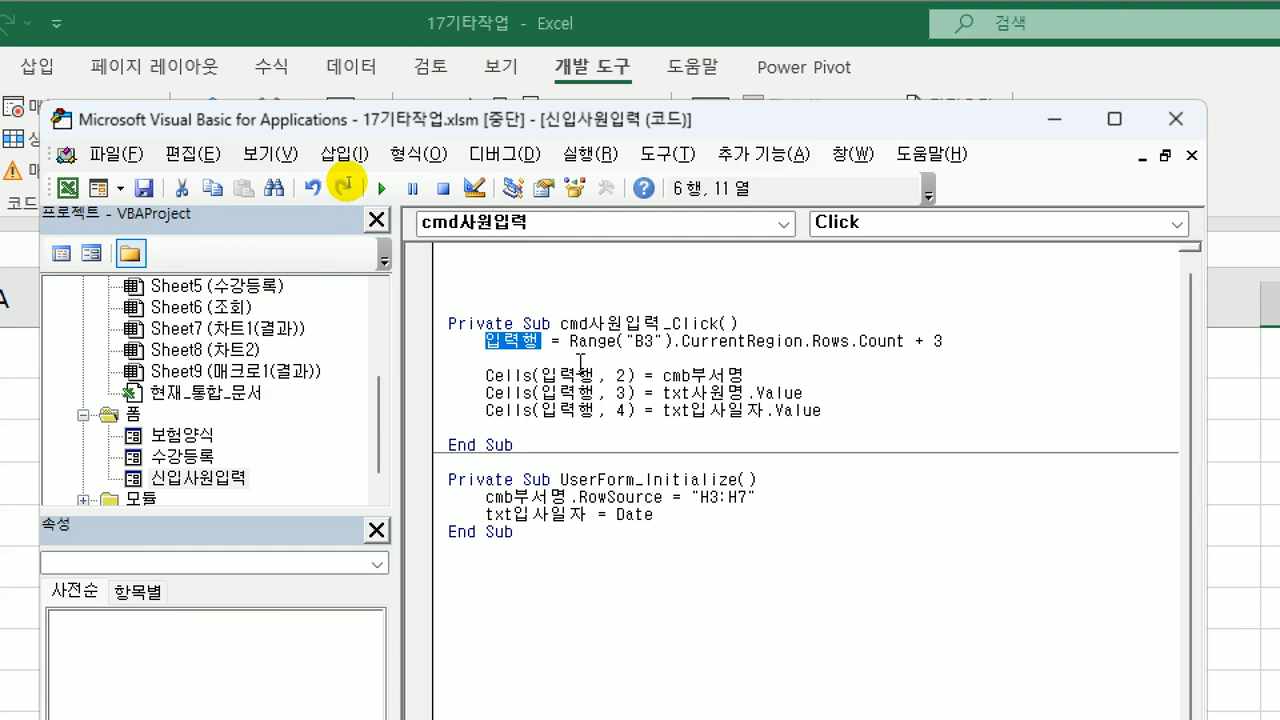 17기타작업 - Excel
검색
삽입 페이지 레이아웃 수식 데이터 검토 보기 개발 도구 도움말 Power Pivot
코드
Microsoft Visual Basic for Applications - 17기타작업.xlsm [중단] - [신입사원입력 (코드)]
파일(F) 편집(E) 보기(V) 삽입(I) 형식(O) 디버그(D) 실행(R) 도구(T) 추가 기능(A) 창(W) 도움말(H)
6 행, 11 열
프로젝트 - VBAProject
cmd사원입력
Click
Sheet5 (수강등록)
Sheet6 (조회)
Sheet7 (차트1(결과))
Sheet8 (차트2)
Sheet9 (매크로1(결과))
현재_통합_문서
폼
보험양식
수강등록
신입사원입력
모듈
속성
사전순 항목별
A
Private Sub cmd사원입력_Click()
입력행 = Range("B3").CurrentRegion.Rows.Count + 3
Cells(입력행, 2) = cmb부서명
Cells(입력행, 3) = txt사원명.Value
Cells(입력행, 4) = txt입사일자.Value
End Sub
Private Sub UserForm_Initialize()
cmb부서명.RowSource = "H3:H7"
txt입사일자 = Date
End Sub